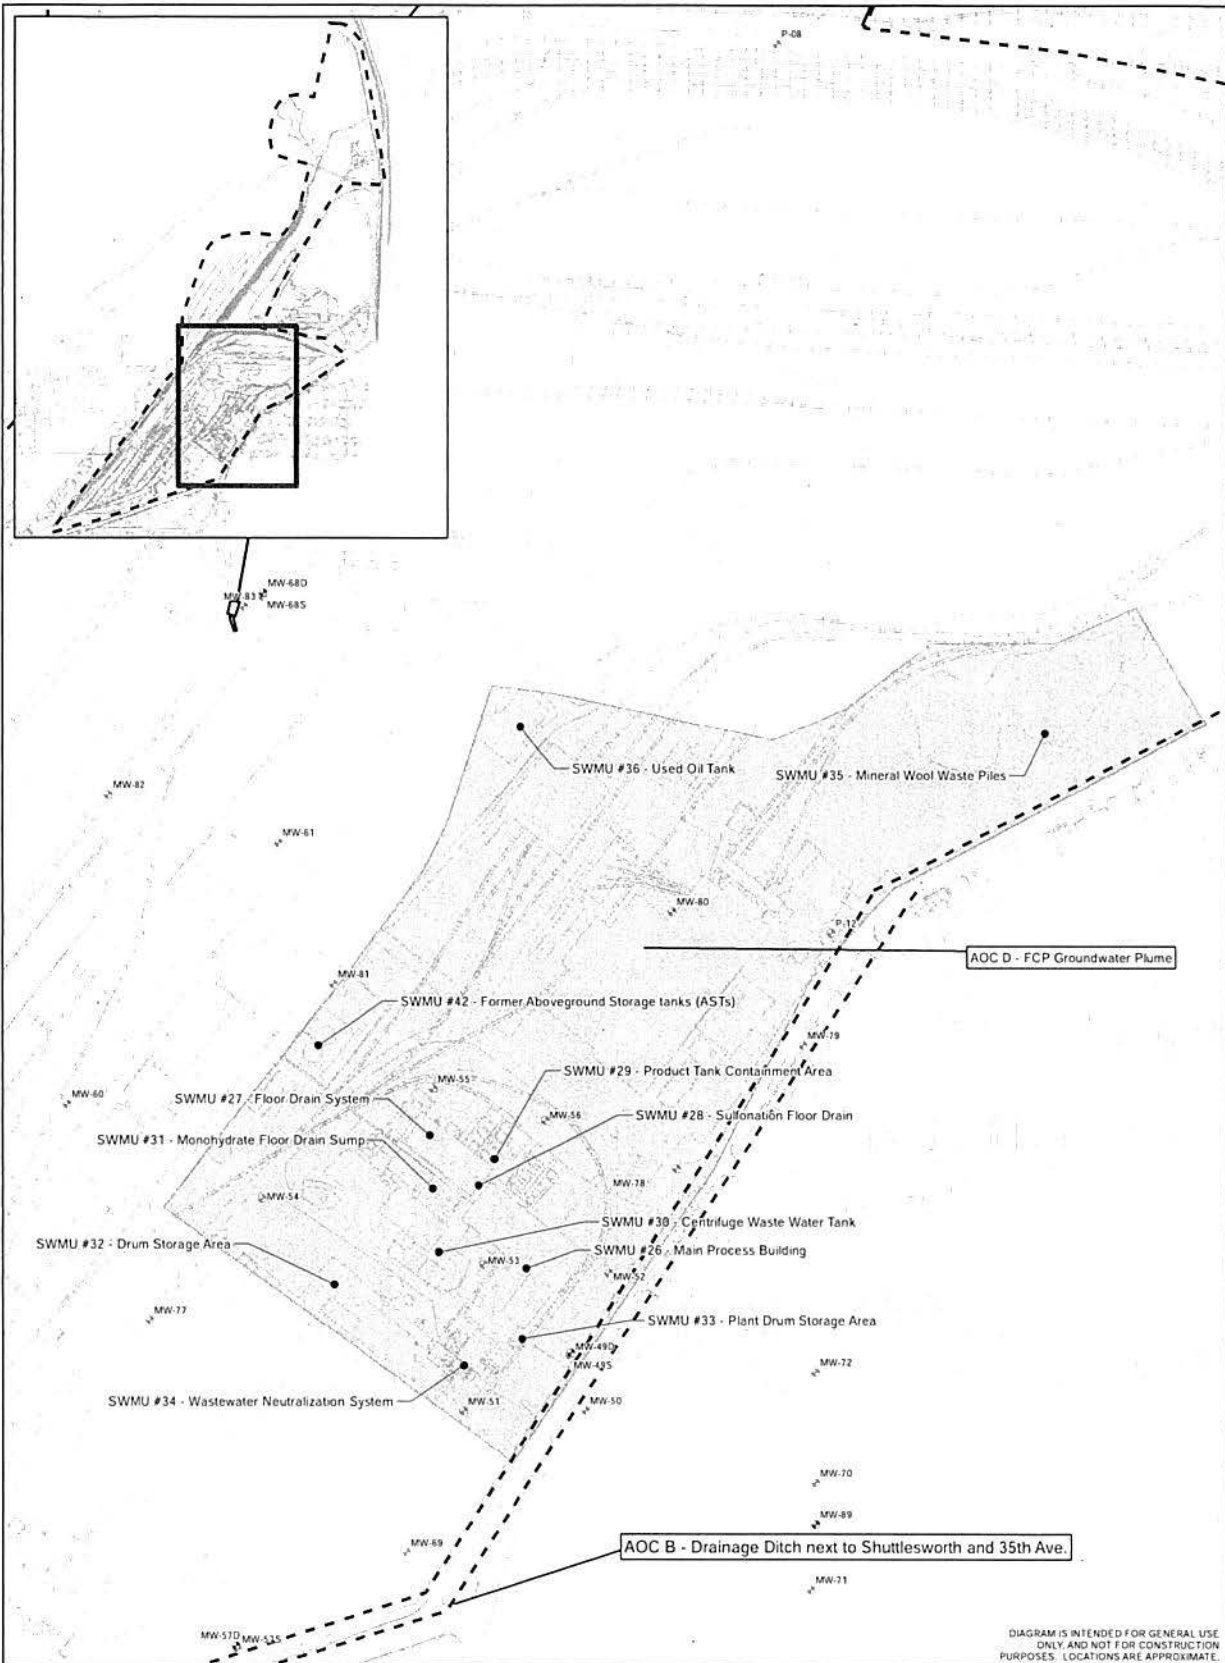 P-08
MW-68D
MW-83
MW-68S
SWMU #36 - Used Oil Tank
SWMU #35 - Mineral Wool Waste Piles
MW-82
MW-61
MW-80
P-12
AOC D - FCP Groundwater Plume
MW-81
SWMU #42 - Former Aboveground Storage tanks (ASTs)
MW-79
SWMU #29 - Product Tank Containment Area
MW-55
MW-60
SWMU #27 - Floor Drain System
MW-56
SWMU #28 - Sulfonation Floor Drain
SWMU #31 - Monohydrate Floor Drain Sump
MW-78
MW-54
SWMU #30 - Centrifuge Waste Water Tank
SWMU #32 - Drum Storage Area
SWMU #26 - Main Process Building
MW-53
MW-52
MW-77
SWMU #33 - Plant Drum Storage Area
MW-49D
MW-49S
MW-72
SWMU #34 - Wastewater Neutralization System
MW-51
MW-50
MW-70
MW-89
MW-69
AOC B - Drainage Ditch next to Shuttlesworth and 35th Ave.
MW-71
MW-57D
MW-57S
DIAGRAM IS INTENDED FOR GENERAL USE
ONLY, AND NOT FOR CONSTRUCTION
PURPOSES. LOCATIONS ARE APPROXIMATE.